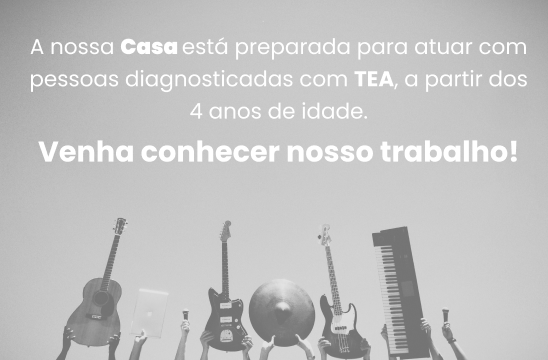 A nossa Casa está preparada para atuar com
pessoas diagnosticadas com TEA, a partir dos
4 anos de idade.
Venha conhecer nosso trabalho!